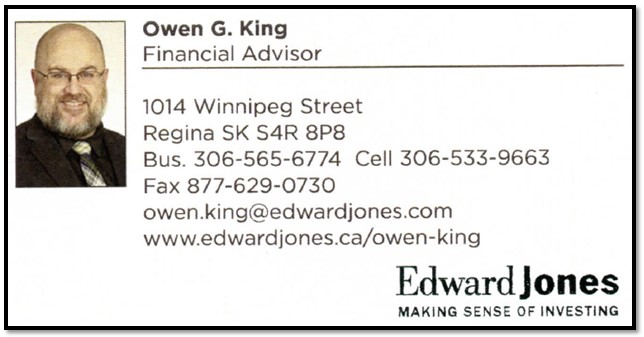 Owen G. King
Financial Advisor
1014 Winnipeg Street
Regina SK S4R 8P8
Bus. 306-565-6774 Cell 306-533-9663
Fax 877-629-0730
owen.king@edwardjones.com
www.edwardjones.ca/owen-king
Edward Jones
MAKING SENSE OF INVESTING